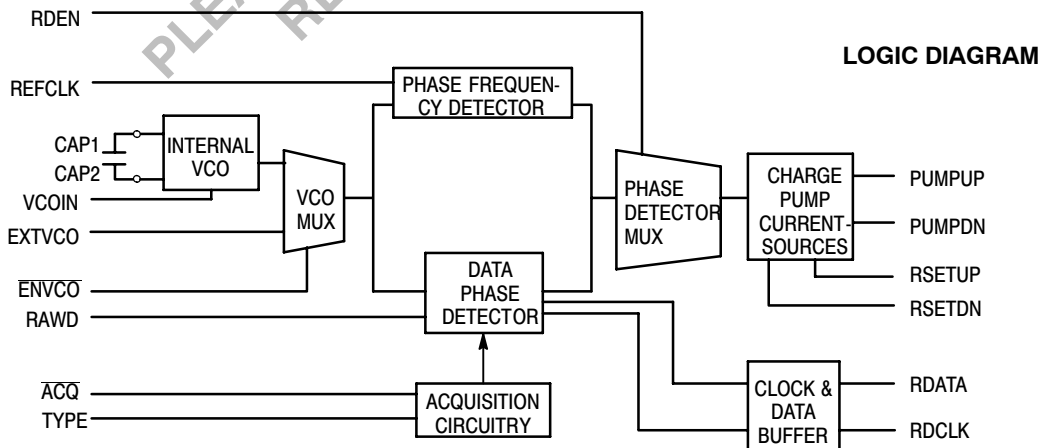 PLEA
RE
RDEN
LOGIC DIAGRAM
REFCLK
PHASE FREQUEN-
CY DETECTOR
CAP1
CAP2
INTERNAL
VCO
VCOIN
EXTVCO
VCO
MUX
ENVCO
RAWD
DATA
PHASE
DETECTOR
PHASE
DETECTOR
MUX
CHARGE
PUMP
CURRENT-
SOURCES
PUMPUP
PUMPDN
RSETUP
RSETDN
ACQ
TYPE
ACQUISITION
CIRCUITRY
CLOCK &
DATA
BUFFER
RDATA
RDCLK